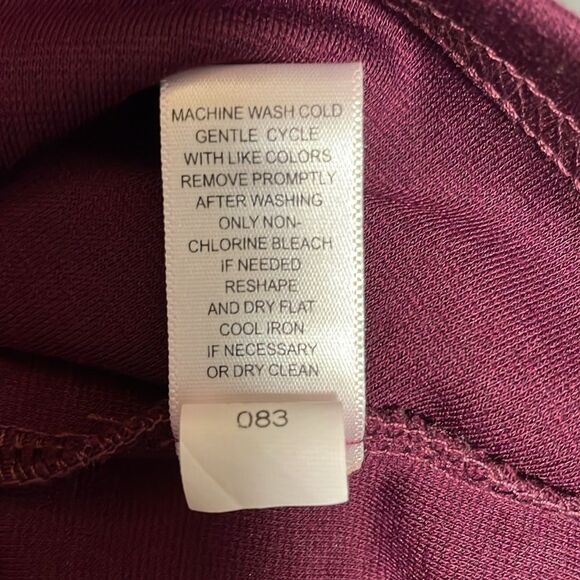 MACHINE WASH COLD
GENTLE CYCLE
WITH LIKE COLORS
REMOVE PROMPTLY
AFTER WASHING
ONLY NON-
CHLORINE BLEACH
IF NEEDED
RESHAPE
AND DRY FLAT
COOL IRON
IF NECESSARY
OR DRY CLEAN
083